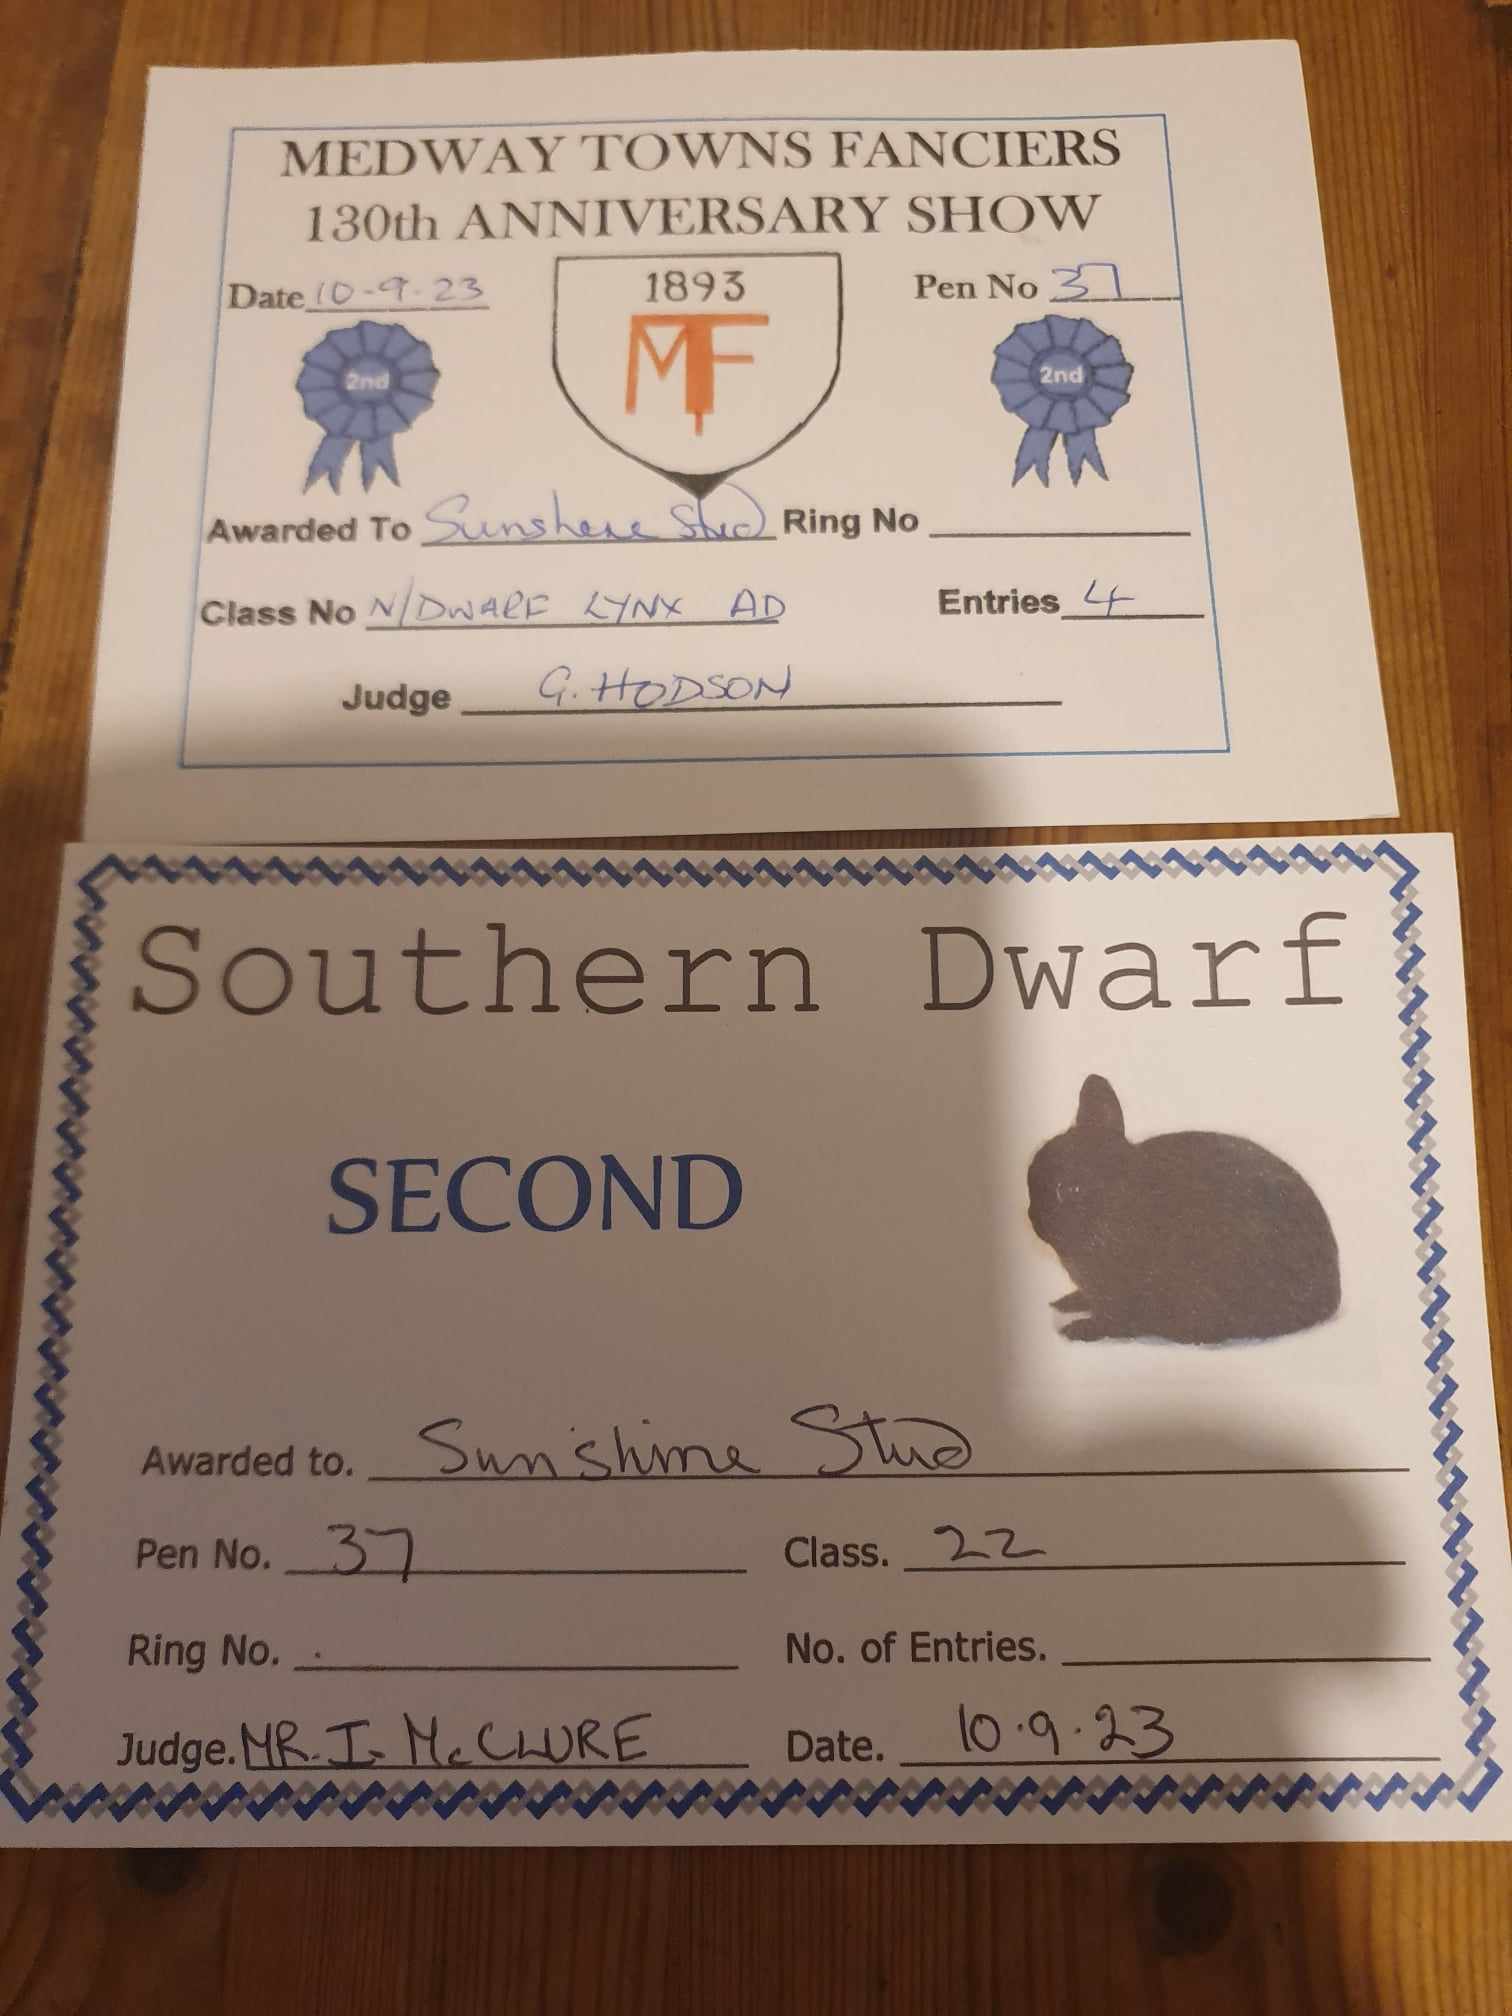 MEDWAY TOWNS FANCIERS
130th ANNIVERSARY SHOW
Date 10-9-23
1893
MTF
Pen No 37
2nd
2nd
Awarded To Sunshine Stud Ring No
Class No N/DWARF LYNX AD Entries 4
Judge G. HODSON
Southern Dwarf
SECOND
Awarded to. Sunshine Stud
Pen No. 37 Class. 22
Ring No. No. of Entries.
Judge. MR. I. McCLURE Date. 10.9.23